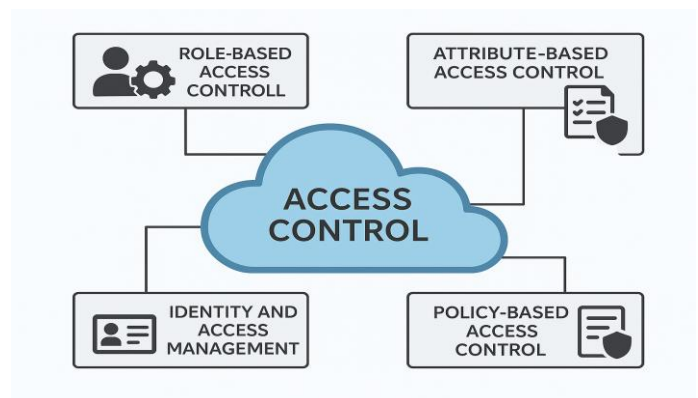 ROLE-BASED
ACCESS
CONTROLL
ATTRIBUTE-BASED
ACCESS CONTROL
ACCESS
CONTROL
IDENTITY AND
ACCESS
MANAGEMENT
POLICY-BASED
ACCESS
CONTROL